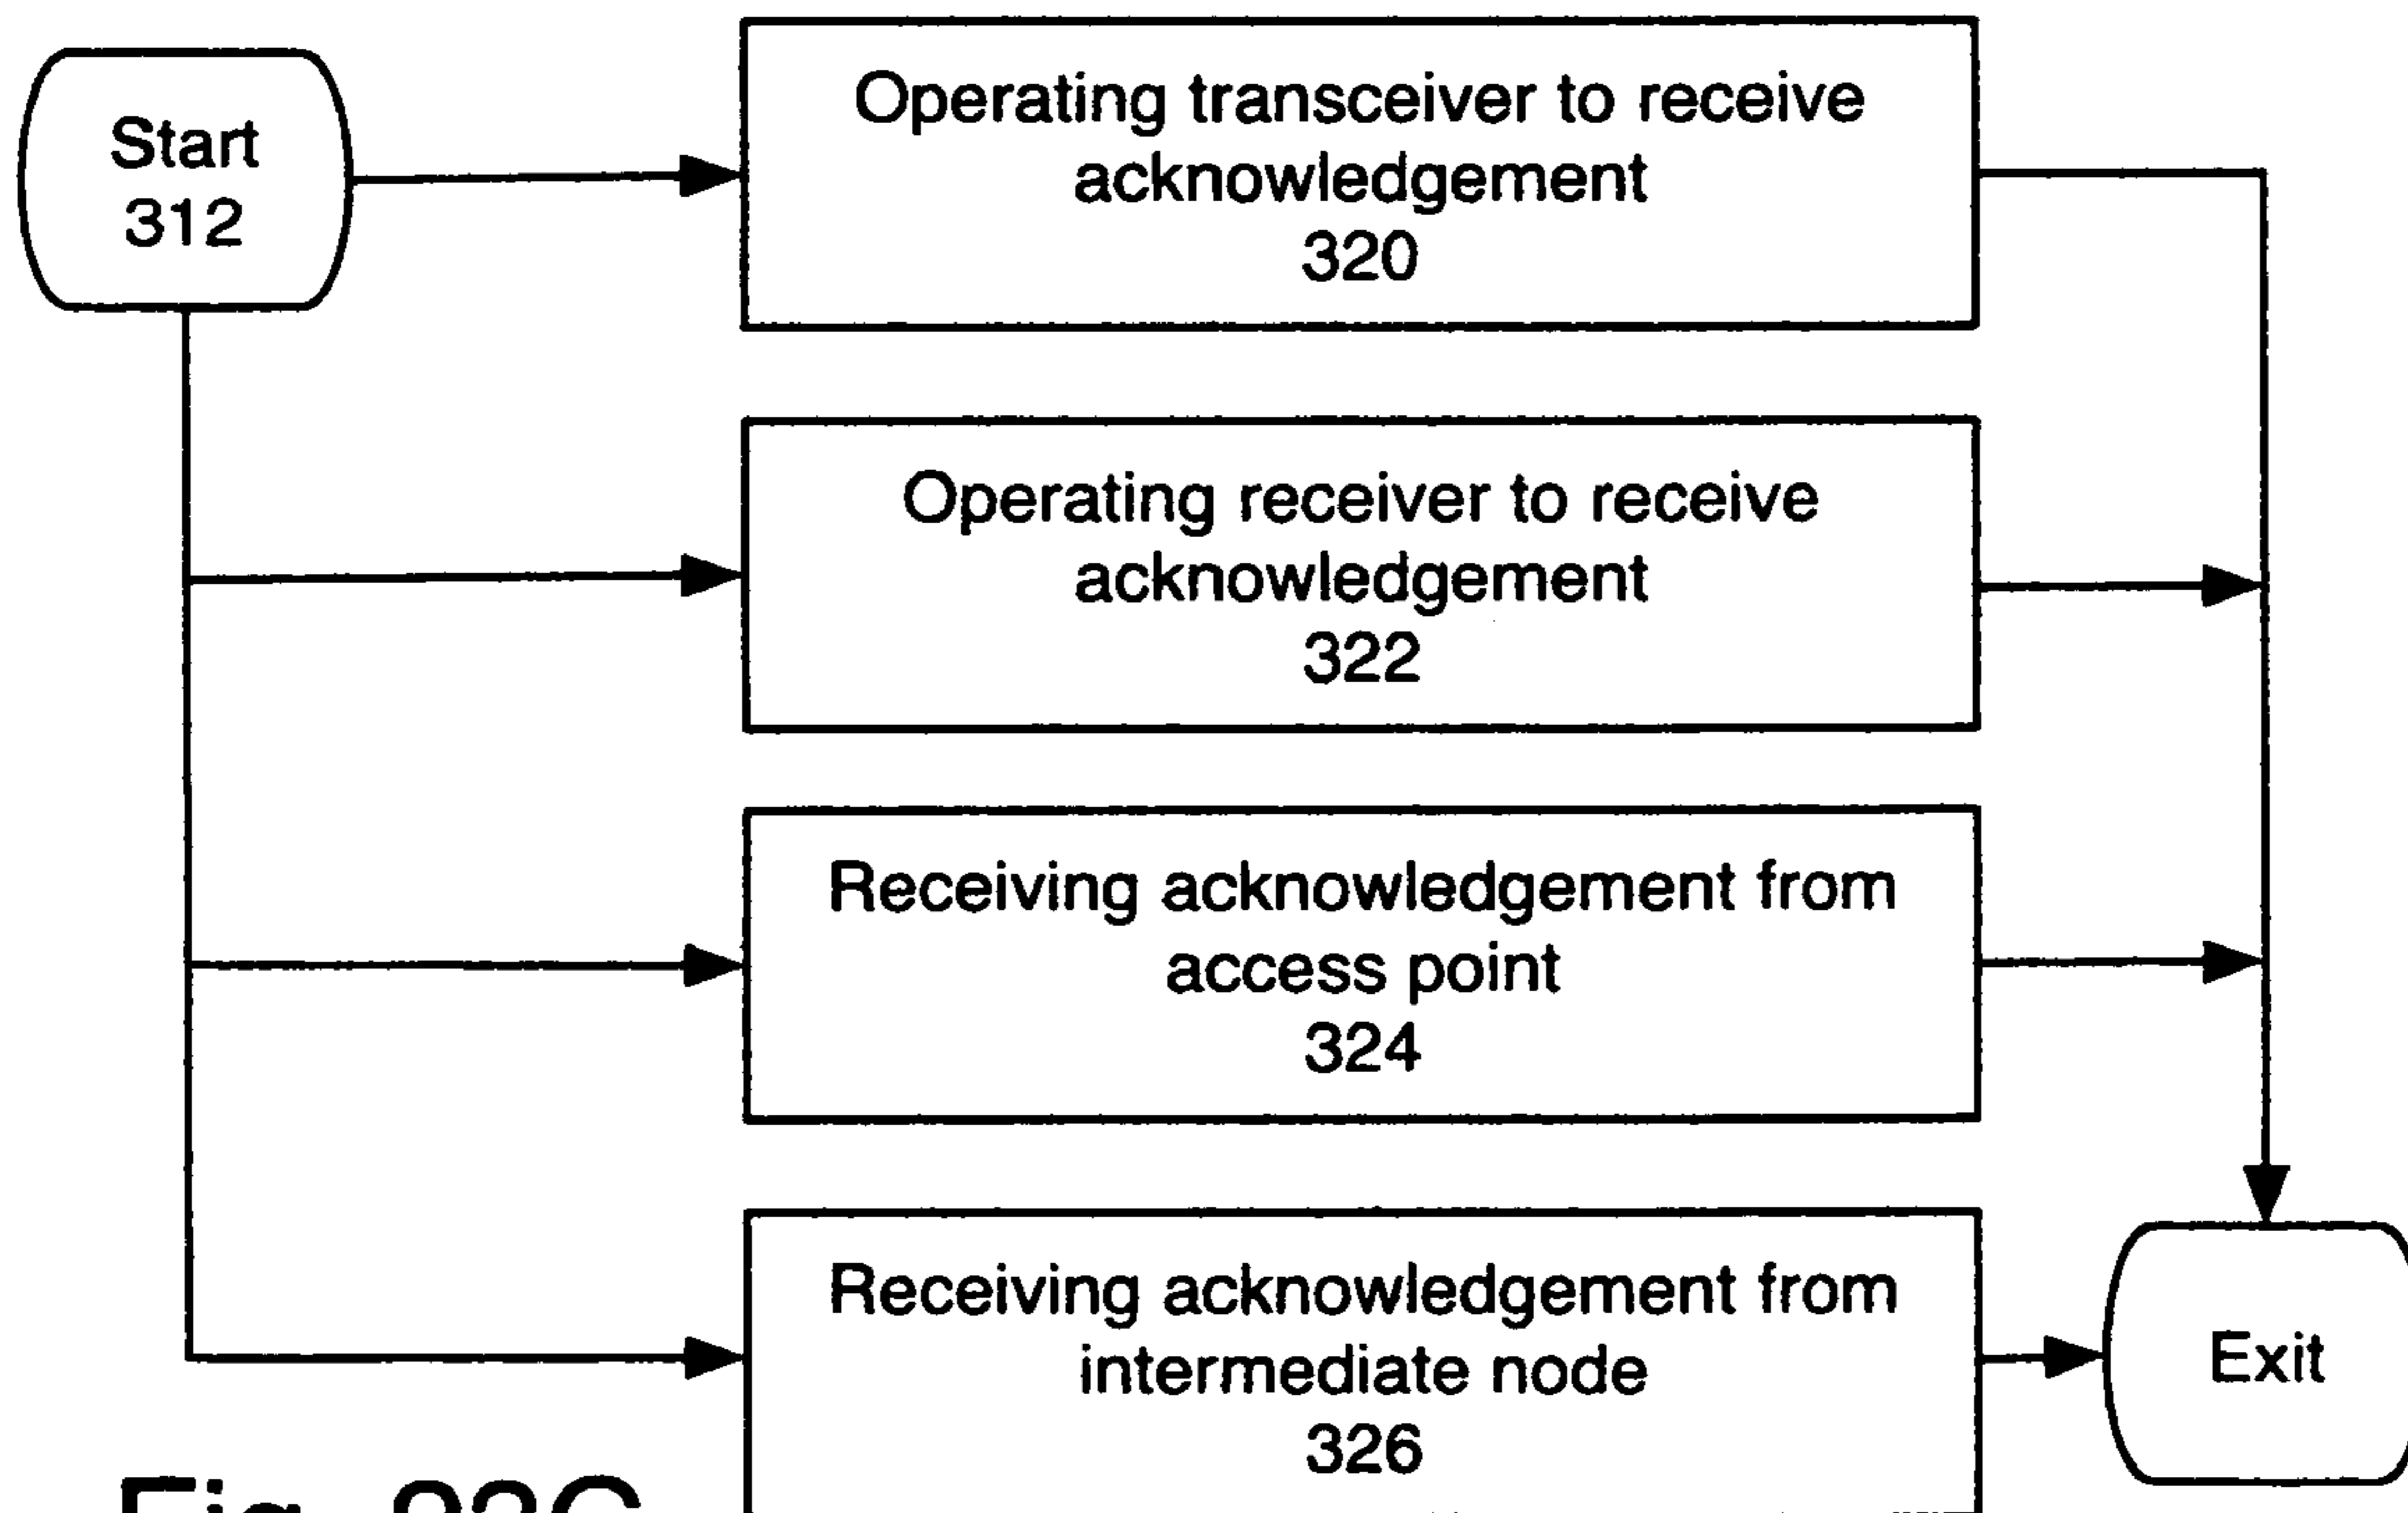 Start
312
Operating transceiver to receive
acknowledgement
320
Operating receiver to receive
acknowledgement
322
Receiving acknowledgement from
access point
324
Receiving acknowledgement from
intermediate node
326
Exit
Fig.